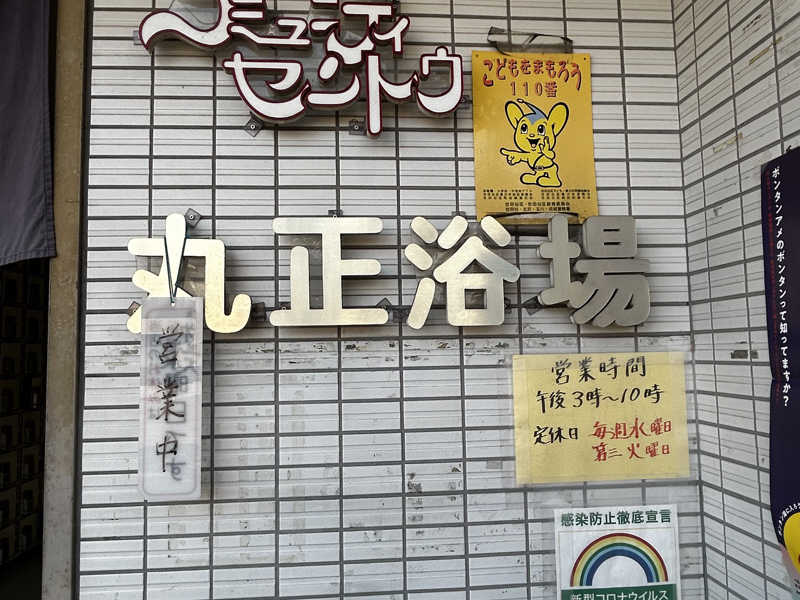 コミュニティ
セントウ
こどもをまもろう
110番
丸正浴場
営業中
営業時間
午後3時〜10時
定休日 毎週水曜日
第三火曜日
感染防止徹底宣言
新型コロナウイルス
ボンタンアメのボンタンって知ってますか?